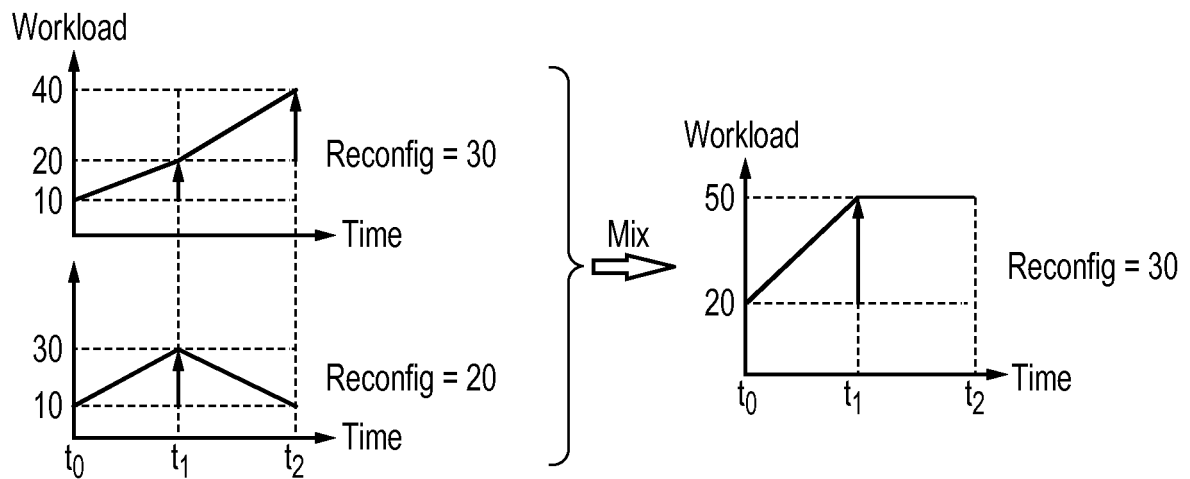 Workload
40
20
10
Reconfig = 30
Time
30
10
Reconfig = 20
Time
t0 t1 t2
Mix
Workload
50
20
Reconfig = 30
Time
t0 t1 t2